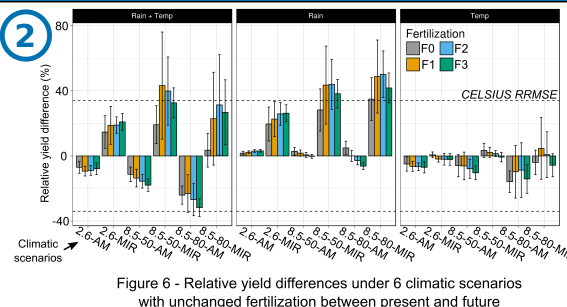 2
Rain + Temp
Rain
Temp
Relative yield difference (%)
80
40
0
-40
Fertilization
F0
F2
F1
F3
CELSIUS RRMSE
Climatic
scenarios
2.6-AM
2.6-MIR
8.5-50-AM
8.5-50-MIR
8.5-80-AM
8.5-80-MIR
2.6-AM
2.6-MIR
8.5-50-AM
8.5-50-MIR
8.5-80-AM
8.5-80-MIR
2.6-AM
2.6-MIR
8.5-50-AM
8.5-50-MIR
8.5-80-AM
8.5-80-MIR
Figure 6 - Relative yield differences under 6 climatic scenarios
with unchanged fertilization between present and future